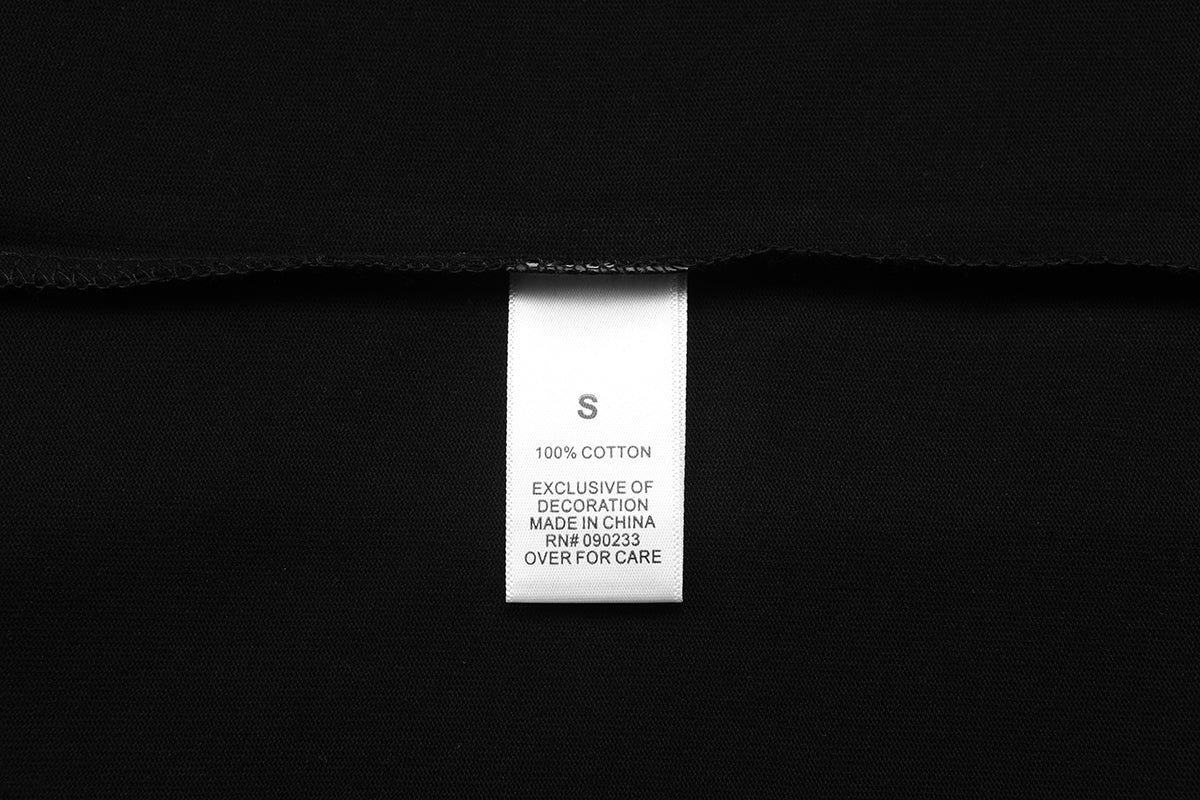 S
100% COTTON
EXCLUSIVE OF
DECORATION
MADE IN CHINA
RN# 090233
OVER FOR CARE